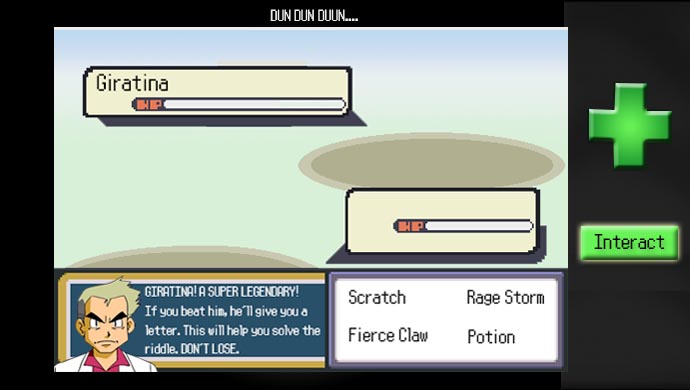 DUN DUN DUUN....
Giratina
HP
HP
GIRATINA! A SUPER LEGENDARY!
If you beat him, he'll give you a
letter. This will help you solve the
riddle. DON'T LOSE.
Scratch
Rage Storm
Fierce Claw
Potion
Interact